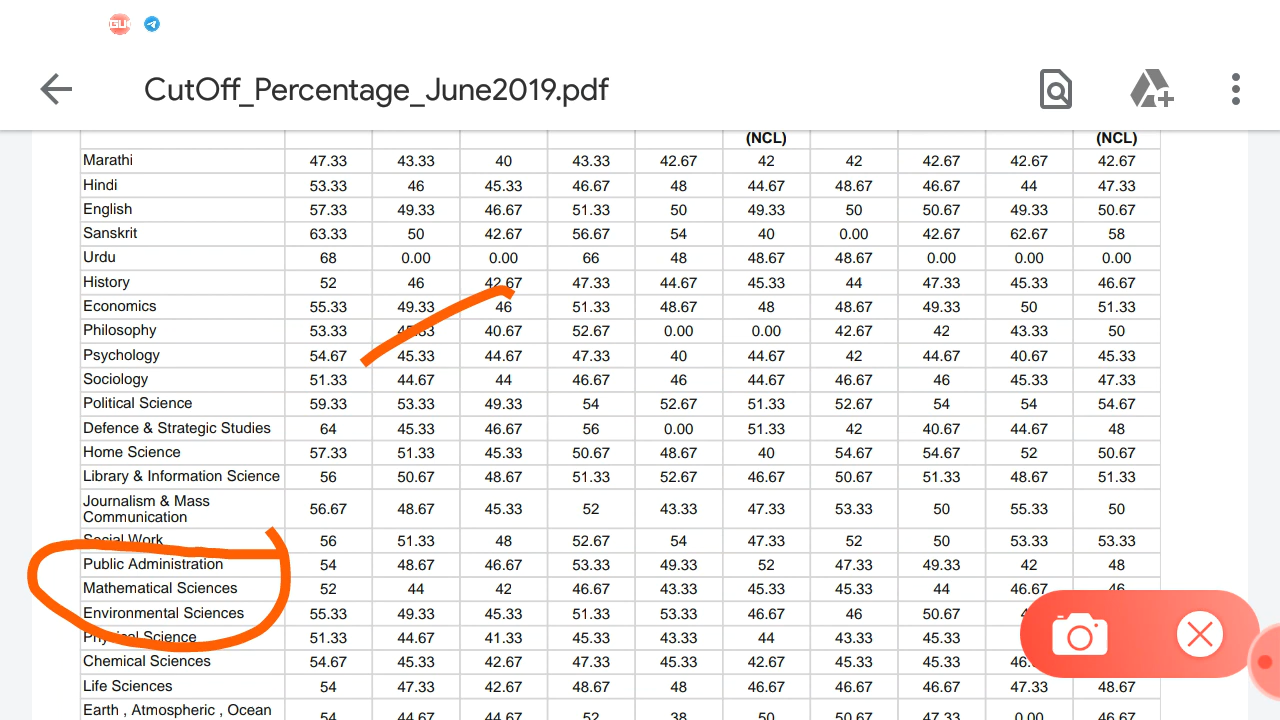 CutOff_Percentage_June2019.pdf
(NCL) (NCL)
Marathi 47.33 43.33 40 43.33 42.67 42 42 42.67 42.67 42.67
Hindi 53.33 46 45.33 46.67 48 44.67 48.67 46.67 44 47.33
English 57.33 49.33 46.67 51.33 50 49.33 50 50.67 49.33 50.67
Sanskrit 63.33 50 42.67 56.67 54 40 0.00 42.67 62.67 58
Urdu 68 0.00 0.00 66 48 48.67 48.67 0.00 0.00 0.00
History 52 46 42.67 47.33 44.67 45.33 44 47.33 45.33 46.67
Economics 55.33 49.33 46 51.33 48.67 48 48.67 49.33 50 51.33
Philosophy 53.33 40.67 52.67 0.00 0.00 42.67 42 43.33 50
Psychology 54.67 45.33 44.67 47.33 40 44.67 42 44.67 40.67 45.33
Sociology 51.33 44.67 44 46.67 46 44.67 46.67 46 45.33 47.33
Political Science 59.33 53.33 49.33 54 52.67 51.33 52.67 54 54 54.67
Defence & Strategic Studies 64 45.33 46.67 56 0.00 51.33 42 40.67 44.67 48
Home Science 57.33 51.33 45.33 50.67 48.67 40 54.67 54.67 52 50.67
Library & Information Science 56 50.67 48.67 51.33 52.67 46.67 50.67 51.33 48.67 51.33
Journalism & Mass
Communication 56.67 48.67 45.33 52 43.33 47.33 53.33 50 55.33 50
Social Work 56 51.33 48 52.67 54 47.33 52 50 53.33 53.33
Public Administration 54 48.67 46.67 53.33 49.33 52 47.33 49.33 42 48
Mathematical Sciences 52 44 42 46.67 43.33 45.33 45.33 44 46.67 46
Environmental Sciences 55.33 49.33 45.33 51.33 53.33 46.67 46 50.67
Physical Science 51.33 44.67 41.33 45.33 43.33 44 43.33 45.33
Chemical Sciences 54.67 45.33 42.67 47.33 45.33 42.67 45.33 45.33
Life Sciences 54 47.33 42.67 48.67 48 46.67 46.67 46.67 47.33 48.67
Earth , Atmospheric , Ocean 54 44.67 44.67 52 38 50 50.67 47.33 0.00 46.67